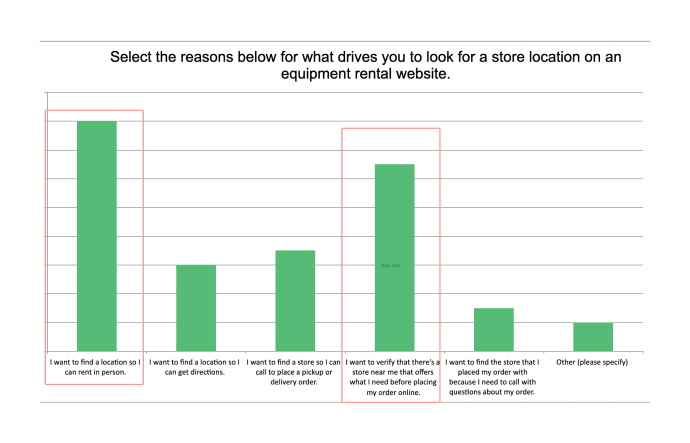 Select the reasons below for what drives you to look for a store location on an
equipment rental website.
Add text
I want to find a location so I
can rent in person.
I want to find a location so I
can get directions.
I want to find a store so I can
call to place a pickup or
delivery order.
I want to verify that there's a
store near me that offers
what I need before placing
my order online.
I want to find the store that I
placed my order with
because I need to call with
questions about my order.
Other (please specify)